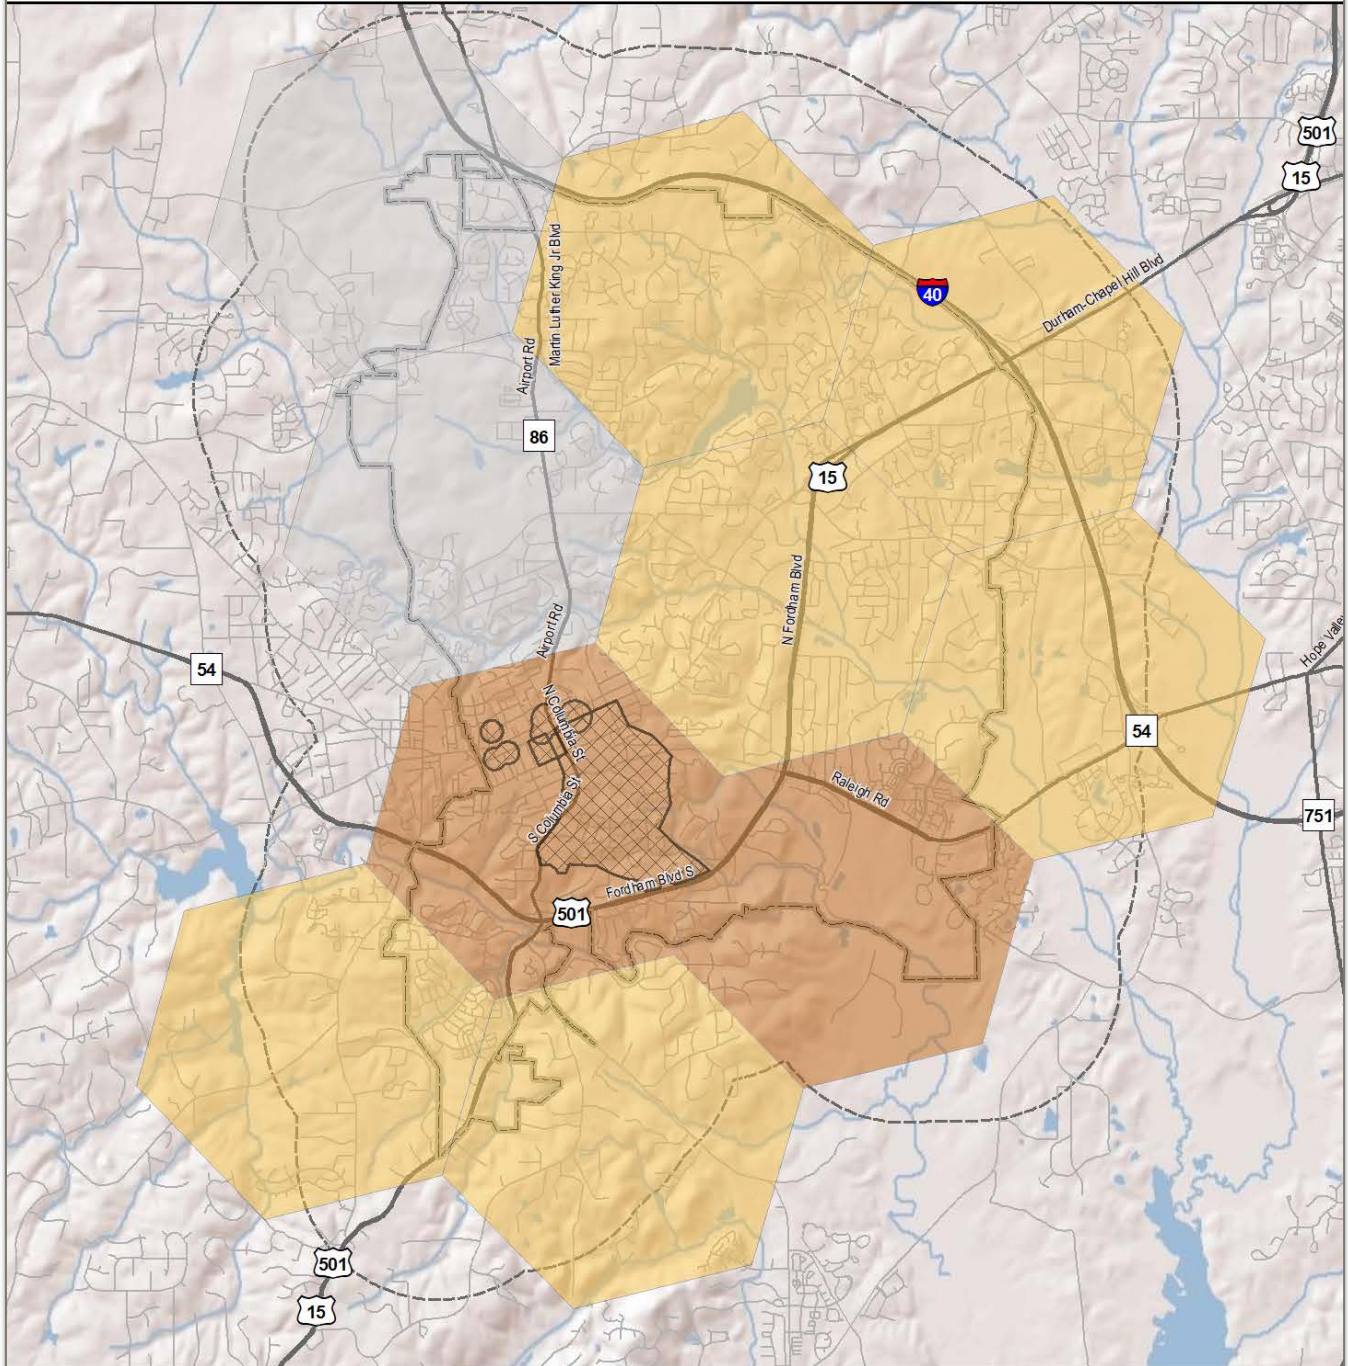 501
15
Martin Luther King Jr Blvd
40
Durham-Chapel Hill Blvd
Airport Rd
86
15
N Fordham Blvd
Airport Rd
Hope Valle
54
N Columbia St
54
Raleigh Rd
S Columbia St
751
Fordham Blvd S
501
501
15